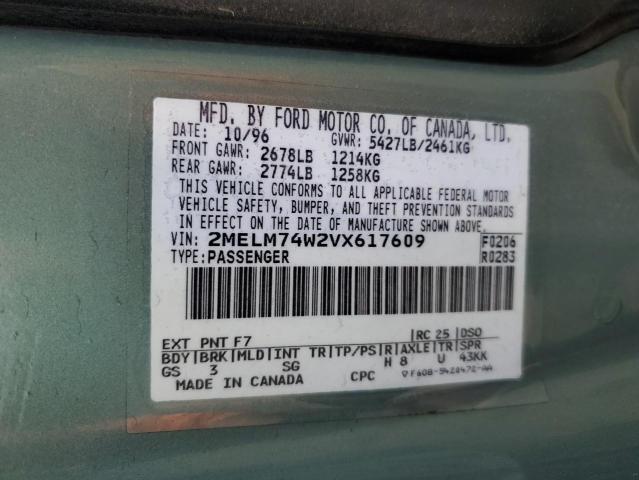 MFD. BY FORD MOTOR CO. OF CANADA, LTD.
DATE: 10/96 GVWR: 5427LB/2461KG
FRONT GAWR: 2678LB 1214KG
REAR GAWR: 2774LB 1258KG
THIS VEHICLE CONFORMS TO ALL APPLICABLE FEDERAL MOTOR
VEHICLE SAFETY, BUMPER, AND THEFT PREVENTION STANDARDS
IN EFFECT ON THE DATE OF MANUFACTURE SHOWN ABOVE.
VIN: 2MELM74W2VX617609 F0206
TYPE: PASSENGER R0283
EXT PNT F7 RC 25 DSO
BDY BRK MLD INT TR TP/PS R AXLE TR SPR
GS 3 SG H 8 U 43KK
MADE IN CANADA CPC F60B-5420472-AA